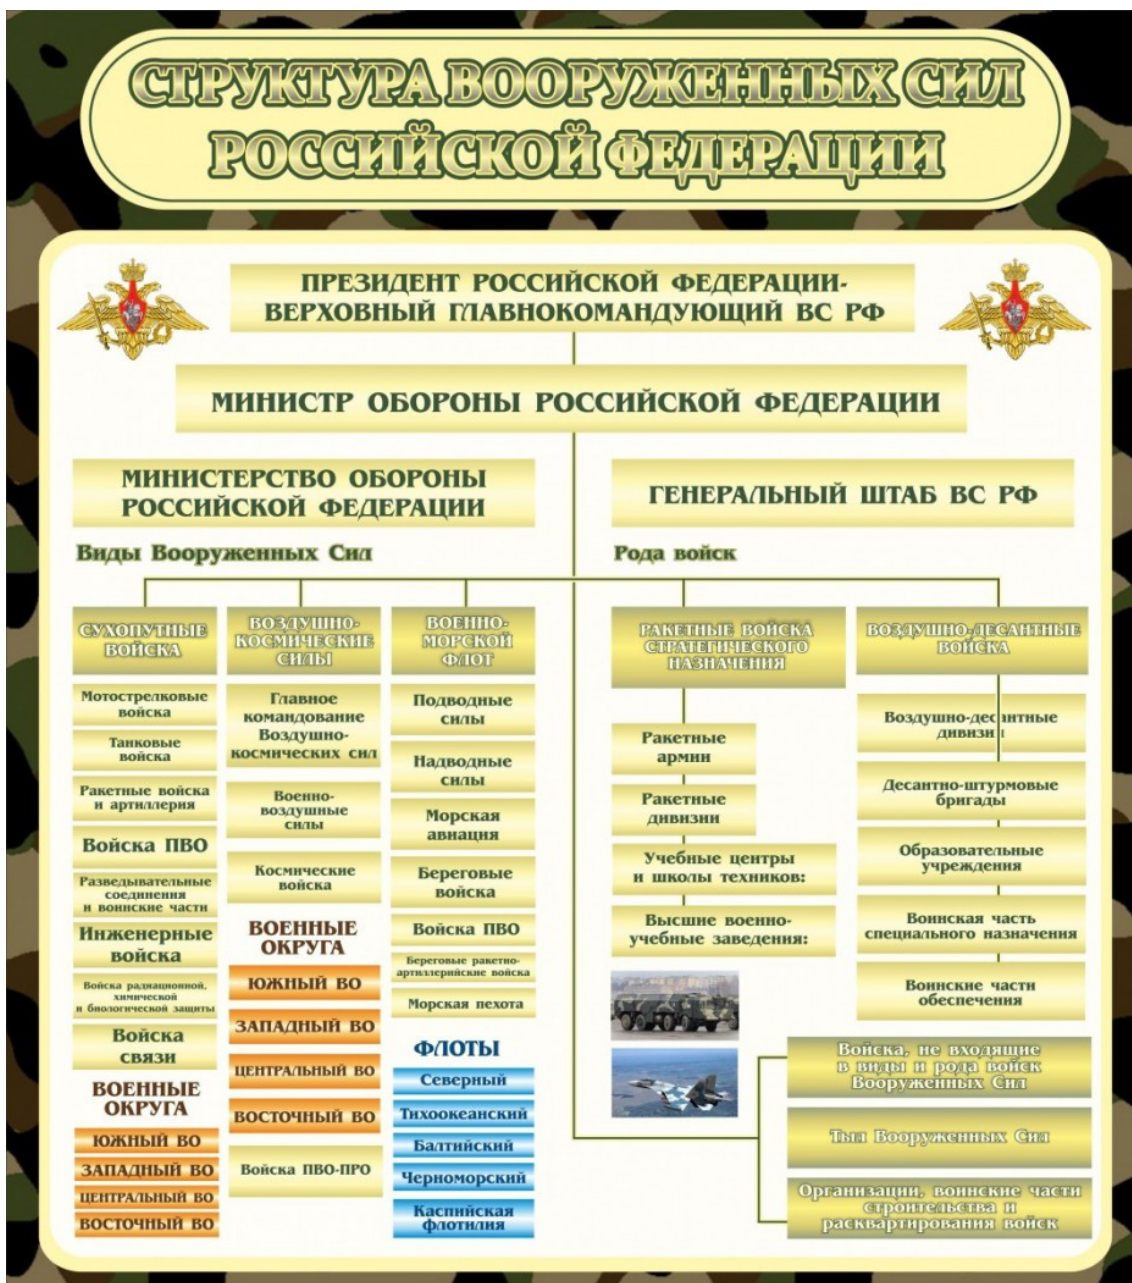 СТРУКТУРА ВООРУЖЕННЫХ СИЛ
РОССИЙСКОЙ ФЕДЕРАЦИИ
ПРЕЗИДЕНТ РОССИЙСКОЙ ФЕДЕРАЦИИ-
ВЕРХОВНЫЙ ГЛАВНОКОМАНДУЮЩИЙ ВС РФ
МИНИСТР ОБОРОНЫ РОССИЙСКОЙ ФЕДЕРАЦИИ
МИНИСТЕРСТВО ОБОРОНЫ
РОССИЙСКОЙ ФЕДЕРАЦИИ
ГЕНЕРАЛЬНЫЙ ШТАБ ВС РФ
Виды Вооруженных Сил
СУХОПУТНЫЕ
ВОЙСКА
Мотострелковые
войска
Танковые
войска
Ракетные войска
и артиллерия
Войска ПВО
Разведывательные
соединения
и воинские части
Инженерные
войска
Войска радиационной,
химической
и биологической защиты
Войска
связи
ВОЕННЫЕ
ОКРУГА
ЮЖНЫЙ ВО
ЗАПАДНЫЙ ВО
ЦЕНТРАЛЬНЫЙ ВО
ВОСТОЧНЫЙ ВО
ВОЗДУШНО-
КОСМИЧЕСКИЕ
СИЛЫ
Главное
командование
Воздушно-
космических сил
Военно-
воздушные
силы
Космические
войска
ВОЕННЫЕ
ОКРУГА
ЮЖНЫЙ ВО
ЗАПАДНЫЙ ВО
ЦЕНТРАЛЬНЫЙ ВО
ВОСТОЧНЫЙ ВО
Войска ПВО-ПРО
ВОЕННО-
МОРСКОЙ
ФЛОТ
Подводные
силы
Надводные
силы
Морская
авиация
Береговые
войска
Войска ПВО
Береговые ракетно-
артиллерийские войска
Морская пехота
ФЛОТЫ
Северный
Тихоокеанский
Балтийский
Черноморский
Каспийская
флотилия
Рода войск
РАКЕТНЫЕ ВОЙСКА
СТРАТЕГИЧЕСКОГО
НАЗНАЧЕНИЯ
Ракетные
армии
Ракетные
дивизии
Учебные центры
и школы техников:
Высшие военно-
учебные заведения:
ВОЗДУШНО-ДЕСАНТНЫЕ
ВОЙСКА
Воздушно-десантные
дивизии
Десантно-штурмовые
бригады
Образовательные
учреждения
Воинская часть
специального назначения
Воинские части
обеспечения
Войска, не входящие
в виды и рода войск
Вооруженных Сил
Тыл Вооруженных Сил
Организации, воинские части
строительства и
расквартирования войск